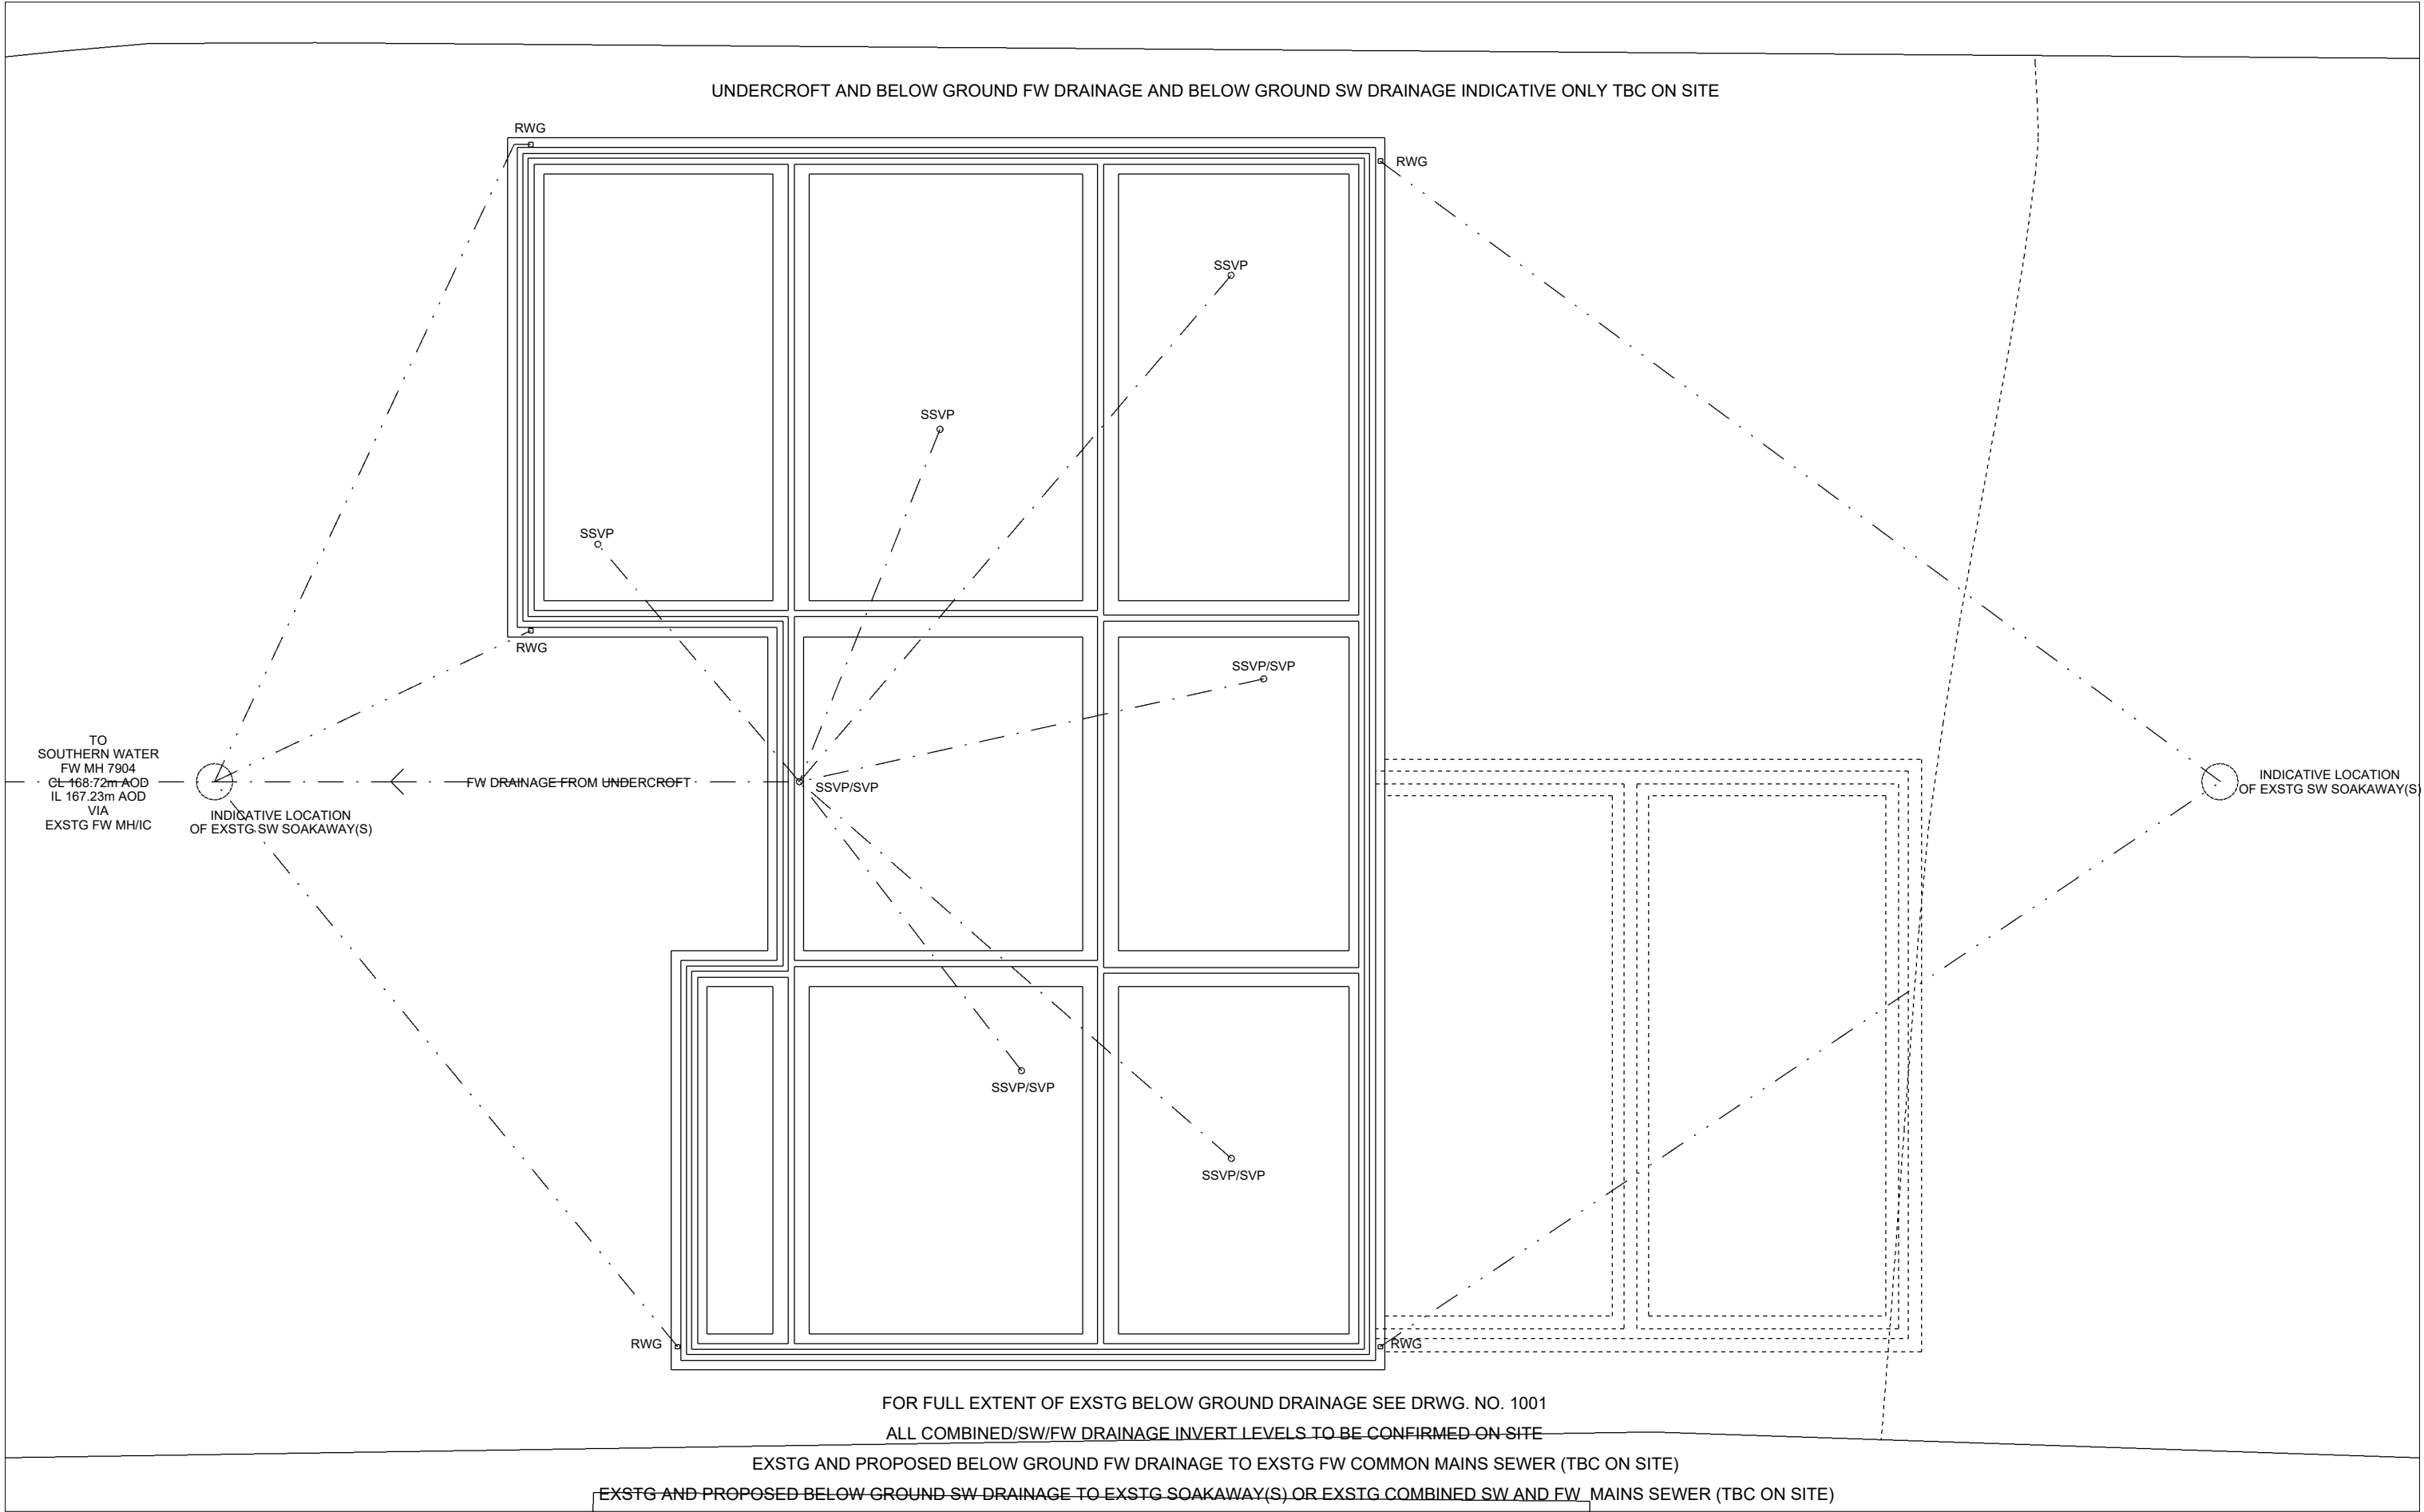 UNDERCROFT AND BELOW GROUND FW DRAINAGE AND BELOW GROUND SW DRAINAGE INDICATIVE ONLY TBC ON SITE
RWG
RWG
SSVP
SSVP
SSVP
RWG
SSVP/SVP
TO
SOUTHERN WATER
FW MH 7904
CL 168.72m AOD
IL 167.23m AOD
VIA
EXSTG FW MH/IC
FW DRAINAGE FROM UNDERCROFT
SSVP/SVP
INDICATIVE LOCATION
OF EXSTG SW SOAKAWAY(S)
INDICATIVE LOCATION
OF EXSTG SW SOAKAWAY(S)
SSVP/SVP
SSVP/SVP
RWG
RWG
FOR FULL EXTENT OF EXSTG BELOW GROUND DRAINAGE SEE DRWG. NO. 1001
ALL COMBINED/SW/FW DRAINAGE INVERT LEVELS TO BE CONFIRMED ON SITE
EXSTG AND PROPOSED BELOW GROUND FW DRAINAGE TO EXSTG FW COMMON MAINS SEWER (TBC ON SITE)
EXSTG AND PROPOSED BELOW GROUND SW DRAINAGE TO EXSTG SOAKAWAY(S) OR EXSTG COMBINED SW AND FW MAINS SEWER (TBC ON SITE)